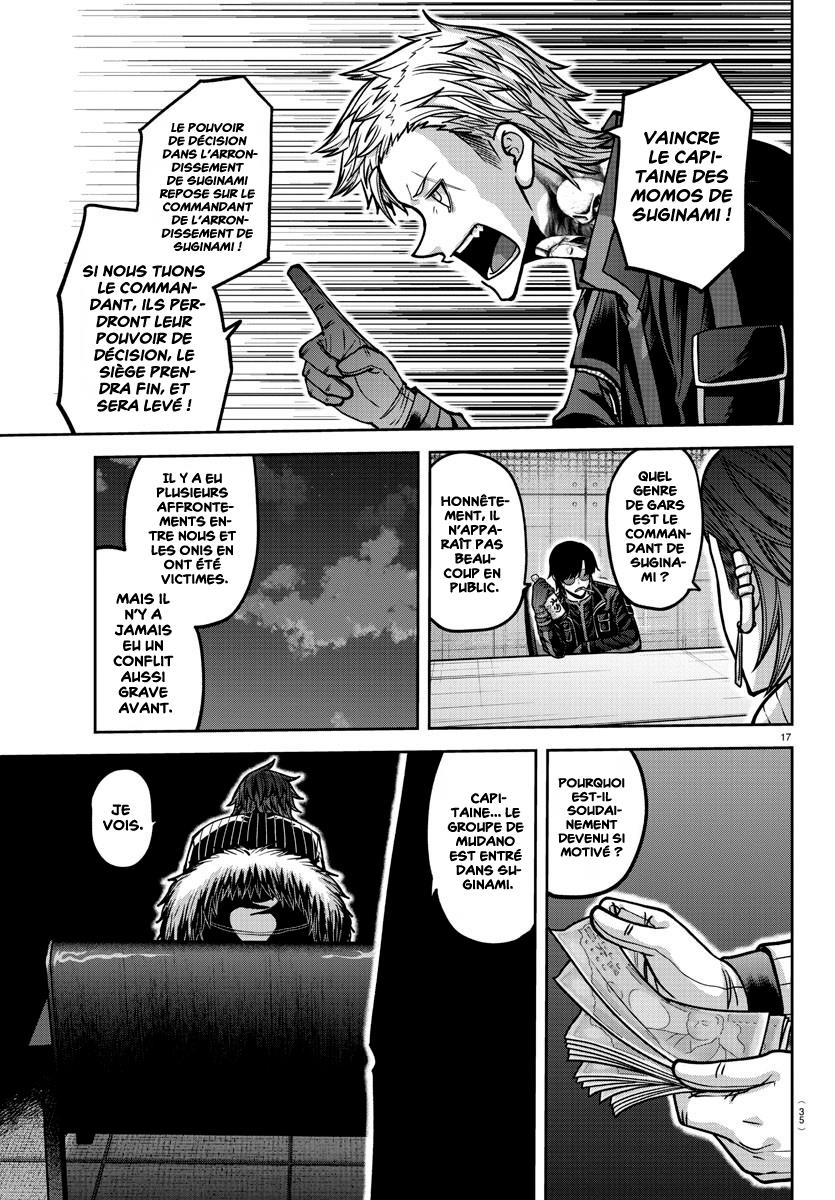 VAINCRE
LE CAPI-
TAINE DES
MOMOS DE
SUGINAMI !
LE POUVOIR
DE DÉCISION
DANS L'ARRON-
DISSEMENT
DE SUGINAMI
REPOSE SUR LE
COMMANDANT
DE L'ARRON-
DISSEMENT DE
SUGINAMI !
SI NOUS TUONS
LE COMMAN-
DANT, ILS PER-
DRONT LEUR
POUVOIR DE
DÉCISION, LE
SIÈGE PREN-
DRA FIN, ET
SERA LEVÉ !
QUEL
GENRE
DE GARS
EST LE
COMMAN-
DANT DE
SUGINA-
MI ?
HONNÊTE-
MENT, IL
N'APPA-
RAÎT PAS
BEAU-
COUP EN
PUBLIC.
IL Y A EU
PLUSIEURS
AFFRONTE-
MENTS EN-
TRE NOUS ET
LES ONIS EN
ONT ÉTÉ
VICTIMES.
MAIS IL
N'Y A
JAMAIS
EU UN
CONFLIT
AUSSI
GRAVE
AVANT.
17
POURQUOI
EST-IL
SOUDAI-
NEMENT
DEVENU SI
MOTIVÉ ?
CAPI-
TAINE... LE
GROUPE DE
MUDANO
EST ENTRÉ
DANS SU-
GINAMI.
JE
VOIS.
(35)